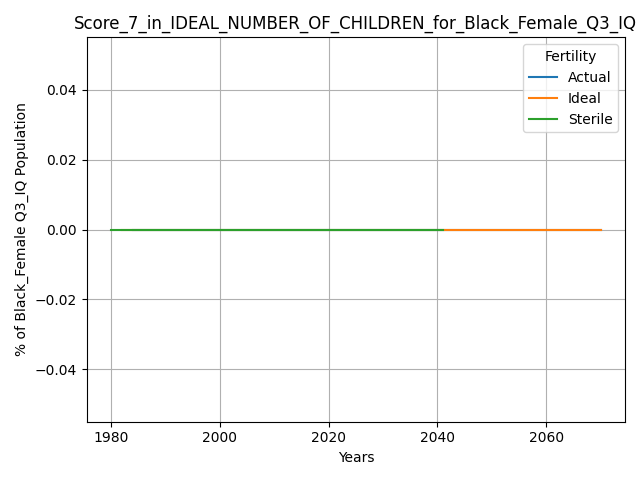 Score_7_in_IDEAL_NUMBER_OF_CHILDREN_for_Black_Female_Q3_IQ
Fertility
Actual
Ideal
Sterile
% of Black_Female Q3_IQ Population
0.04
0.02
0.00
−0.02
−0.04
1980 2000 2020 2040 2060
Years